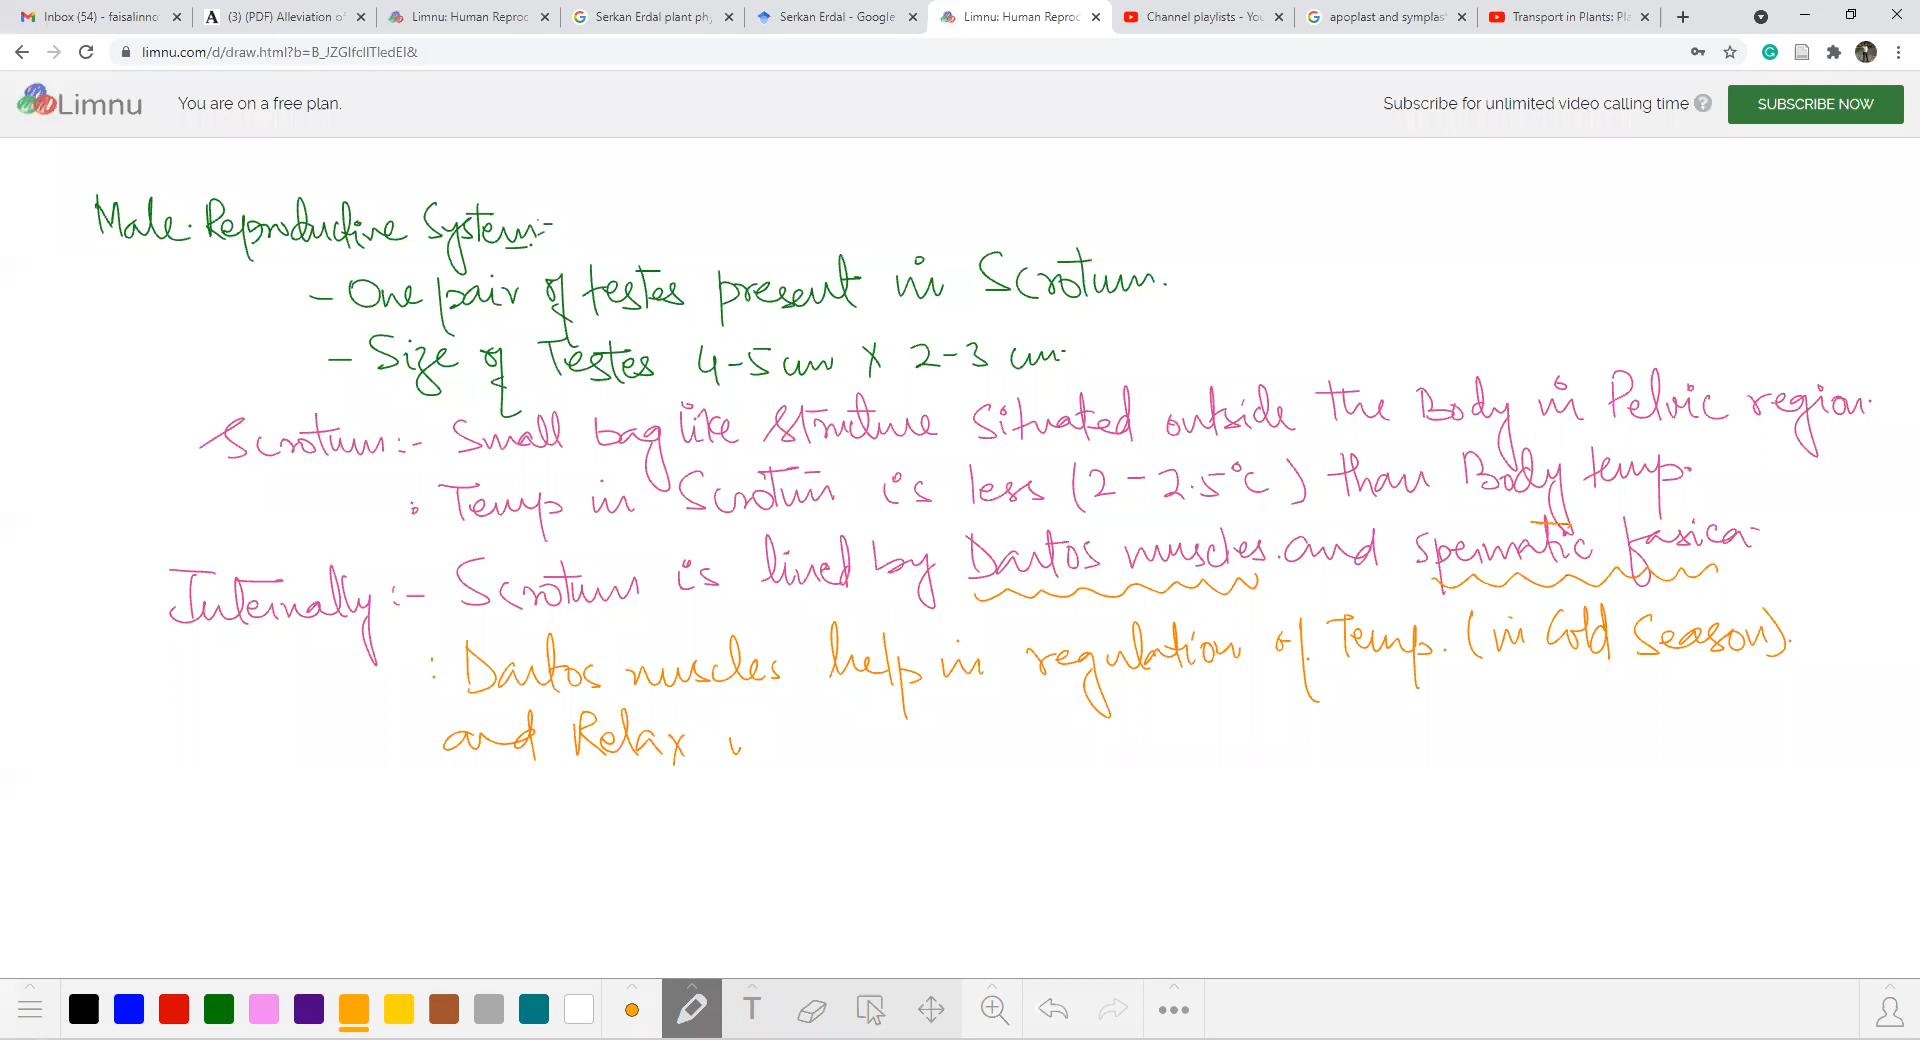 Inbox (54) - faisalinno
(3) (PDF) Alleviation of
Limnu: Human Reproc
Serkan Erdal plant phy
Serkan Erdal - Google
Limnu: Human Reproc
Channel playlists - You
apoplast and symplas
Transport in Plants: Pla
limnu.com/d/draw.html?b=B_JZGIfclITledEI&
Limnu
You are on a free plan.
Subscribe for unlimited video calling time ?
SUBSCRIBE NOW
Male. Reproductive System:-
- One pair of testes present in Scrotum.
- Size of Testes 4-5 cm X 2-3 cm.
Scrotum:- Small bag like structure Situated outside the Body in Pelvic region.
: Temp in Scrotum is less (2-2.5°C) than Body temp.
Internally:- Scrotum is lined by Dartos muscles. and spermatic fasica-
: Dartos muscles help in regulation of Temp. (in Cold Season).
and Relax
T